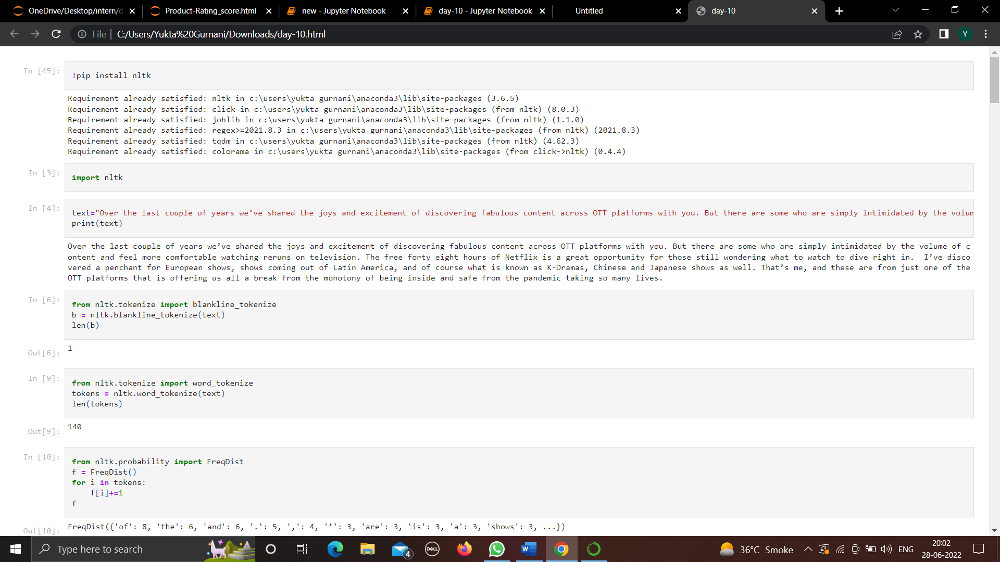 OneDrive/Desktop/intern/d
Product-Rating_score.html
new - Jupyter Notebook
day-10 - Jupyter Notebook
Untitled
day-10
File | C:/Users/Yukta%20Gurnani/Downloads/day-10.html
Y
In [45]:
!pip install nltk
Requirement already satisfied: nltk in c:\users\yukta gurnani\anaconda3\lib\site-packages (3.6.5)
Requirement already satisfied: click in c:\users\yukta gurnani\anaconda3\lib\site-packages (from nltk) (8.0.3)
Requirement already satisfied: joblib in c:\users\yukta gurnani\anaconda3\lib\site-packages (from nltk) (1.1.0)
Requirement already satisfied: regex>=2021.8.3 in c:\users\yukta gurnani\anaconda3\lib\site-packages (from nltk) (2021.8.3)
Requirement already satisfied: tqdm in c:\users\yukta gurnani\anaconda3\lib\site-packages (from nltk) (4.62.3)
Requirement already satisfied: colorama in c:\users\yukta gurnani\anaconda3\lib\site-packages (from click->nltk) (0.4.4)
In [3]:
import nltk
In [4]:
text="Over the last couple of years we’ve shared the joys and excitement of discovering fabulous content across OTT platforms with you. But there are some who are simply intimidated by the volum
print(text)
Over the last couple of years we’ve shared the joys and excitement of discovering fabulous content across OTT platforms with you. But there are some who are simply intimidated by the volume of c
ontent and feel more comfortable watching reruns on television. The free forty eight hours of Netflix is a great opportunity for those still wondering what to watch to dive right in.  I’ve disco
vered a penchant for European shows, shows coming out of Latin America, and of course what is known as K-Dramas, Chinese and Japanese shows as well. That’s me, and these are from just one of the
OTT platforms that is offering us all a break from the monotony of being inside and safe from the pandemic taking so many lives.
In [6]:
from nltk.tokenize import blankline_tokenize
b = nltk.blankline_tokenize(text)
len(b)
Out[6]:
1
In [9]:
from nltk.tokenize import word_tokenize
tokens = nltk.word_tokenize(text)
len(tokens)
Out[9]:
140
In [10]:
from nltk.probability import FreqDist
f = FreqDist()
for i in tokens:
    f[i]+=1
f
Out[10]:
FreqDist({'of': 8, 'the': 6, 'and': 6, '.': 5, ',': 4, '’': 3, 'are': 3, 'is': 3, 'a': 3, 'shows': 3, ...})
Type here to search
4
DELL
W
36°C Smoke
ENG
20:02
28-06-2022